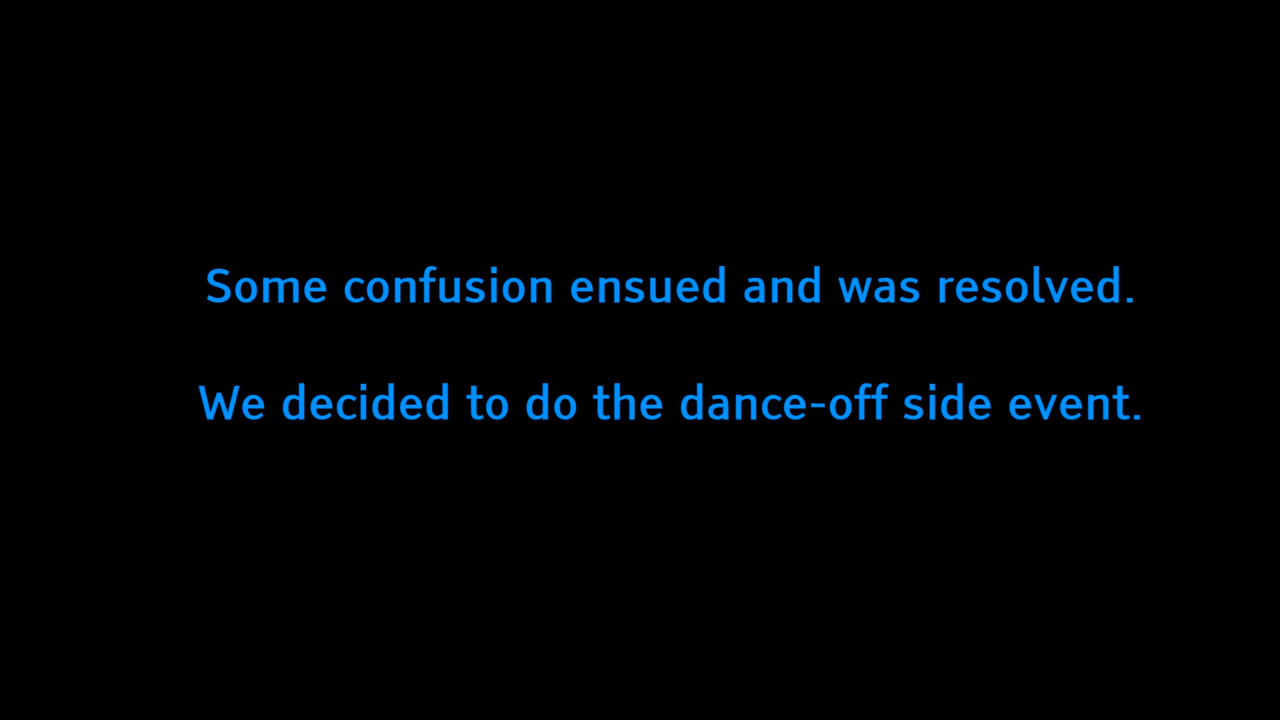 Some confusion ensued and was resolved.
We decided to do the dance-off side event.